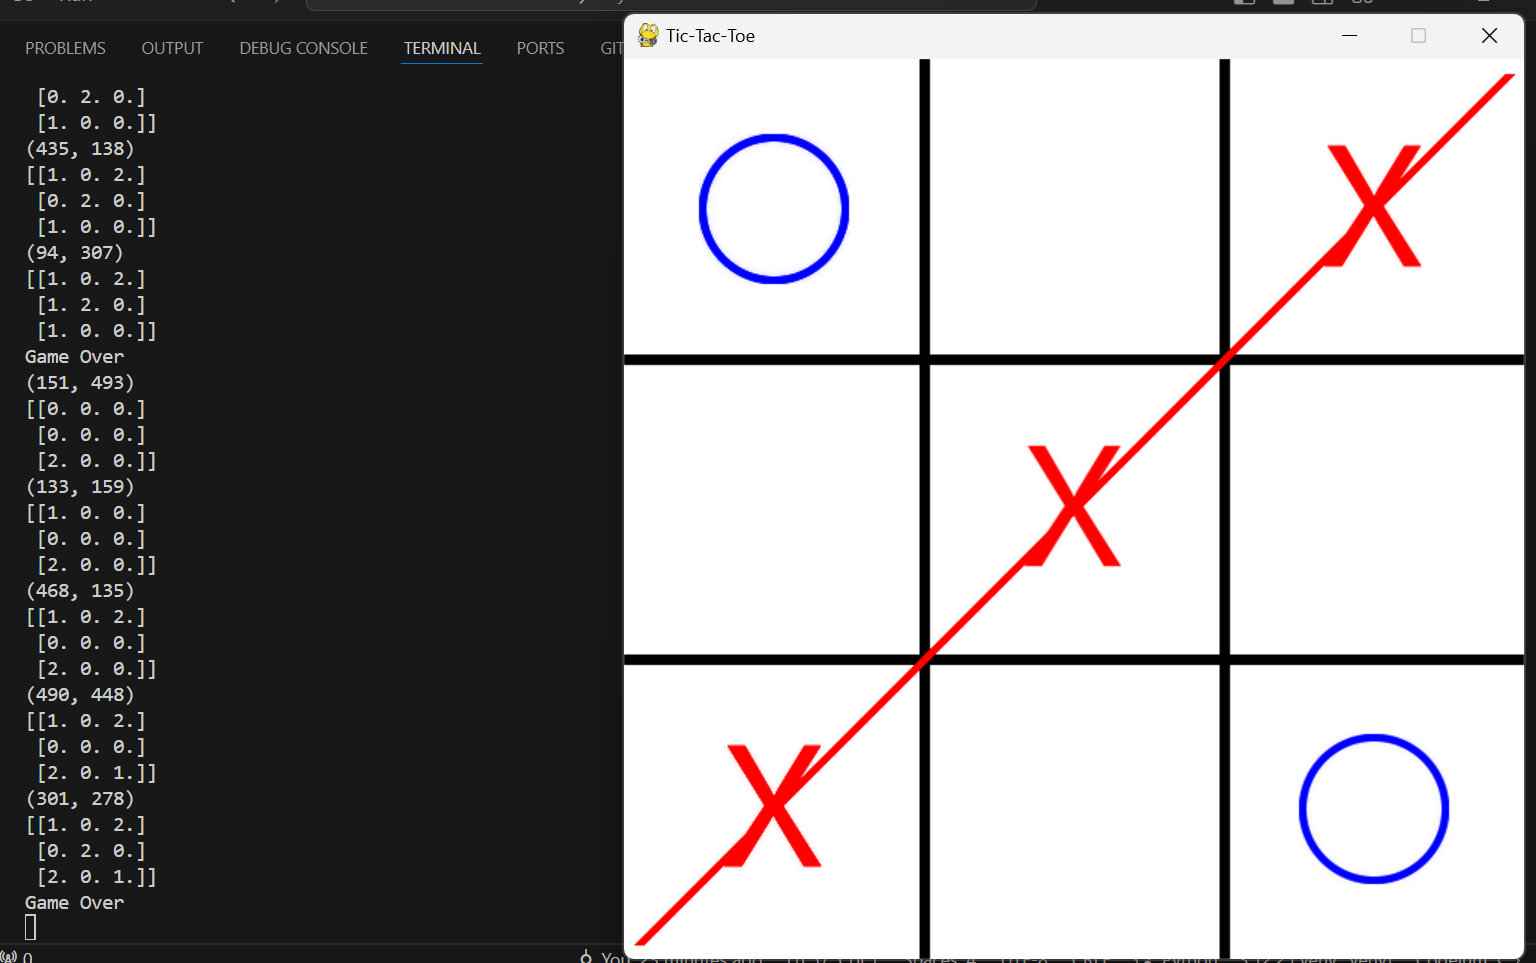 PROBLEMS OUTPUT DEBUG CONSOLE TERMINAL PORTS
Tic-Tac-Toe
[0. 2. 0.]
[1. 0. 0.]]
(435, 138)
[[1. 0. 2.]
[0. 2. 0.]
[1. 0. 0.]]
(94, 307)
[[1. 0. 2.]
[1. 2. 0.]
[1. 0. 0.]]
Game Over
(151, 493)
[[0. 0. 0.]
[0. 0. 0.]
[2. 0. 0.]]
(133, 159)
[[1. 0. 0.]
[0. 0. 0.]
[2. 0. 0.]]
(468, 135)
[[1. 0. 2.]
[0. 0. 0.]
[2. 0. 0.]]
(490, 448)
[[1. 0. 2.]
[0. 0. 0.]
[2. 0. 1.]]
(301, 278)
[[1. 0. 2.]
[0. 2. 0.]
[2. 0. 1.]]
Game Over
X
X
X
0